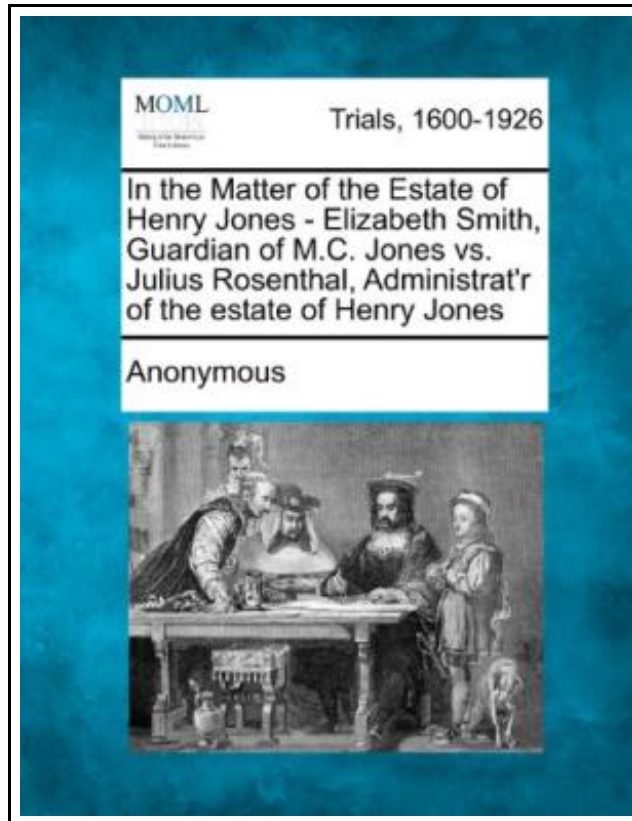 MOML
Trials, 1600-1926
In the Matter of the Estate of
Henry Jones - Elizabeth Smith,
Guardian of M.C. Jones vs.
Julius Rosenthal, Administrat'r
of the estate of Henry Jones
Anonymous